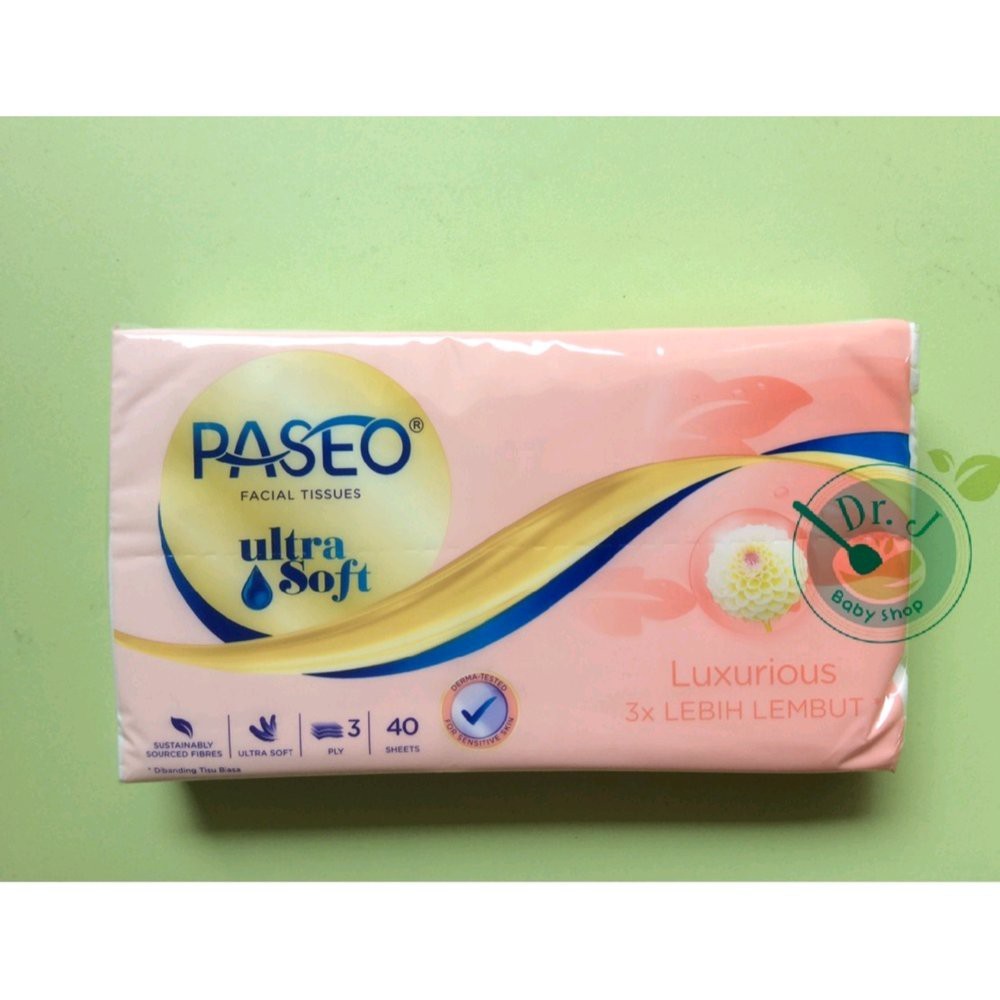 PASEO®
FACIAL TISSUES
ultra
Soft
Dr. J
Baby Shop
Luxurious
3x LEBIH LEMBUT *
DERMA-TESTED
FOR SENSITIVE SKIN
SUSTAINABLY
SOURCED FIBRES
ULTRA SOFT
3
PLY
40
SHEETS
* Dibanding Tisu Biasa